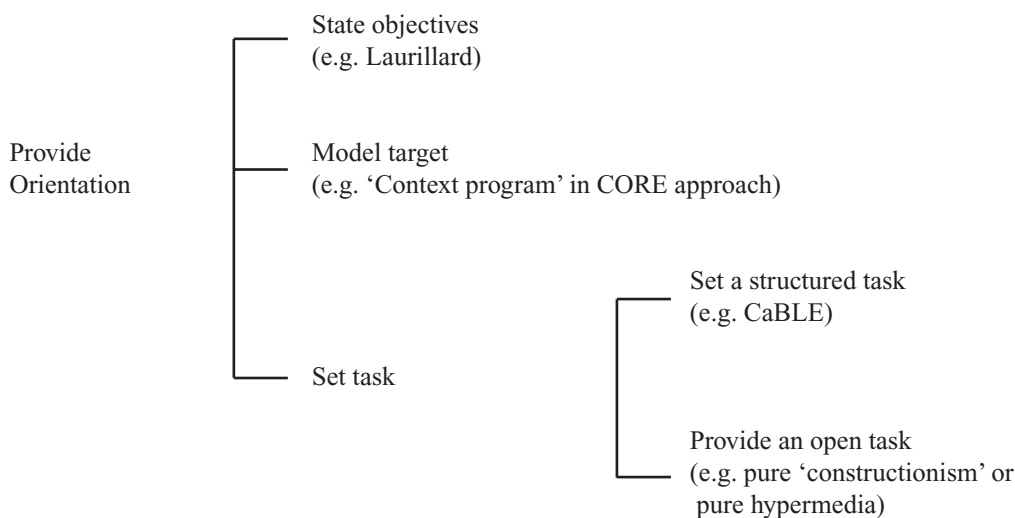 State objectives
(e.g. Laurillard)
Provide
Orientation
Model target
(e.g. ‘Context program’ in CORE approach)
Set a structured task
(e.g. CaBLE)
Set task
Provide an open task
(e.g. pure ‘constructionism’ or
pure hypermedia)